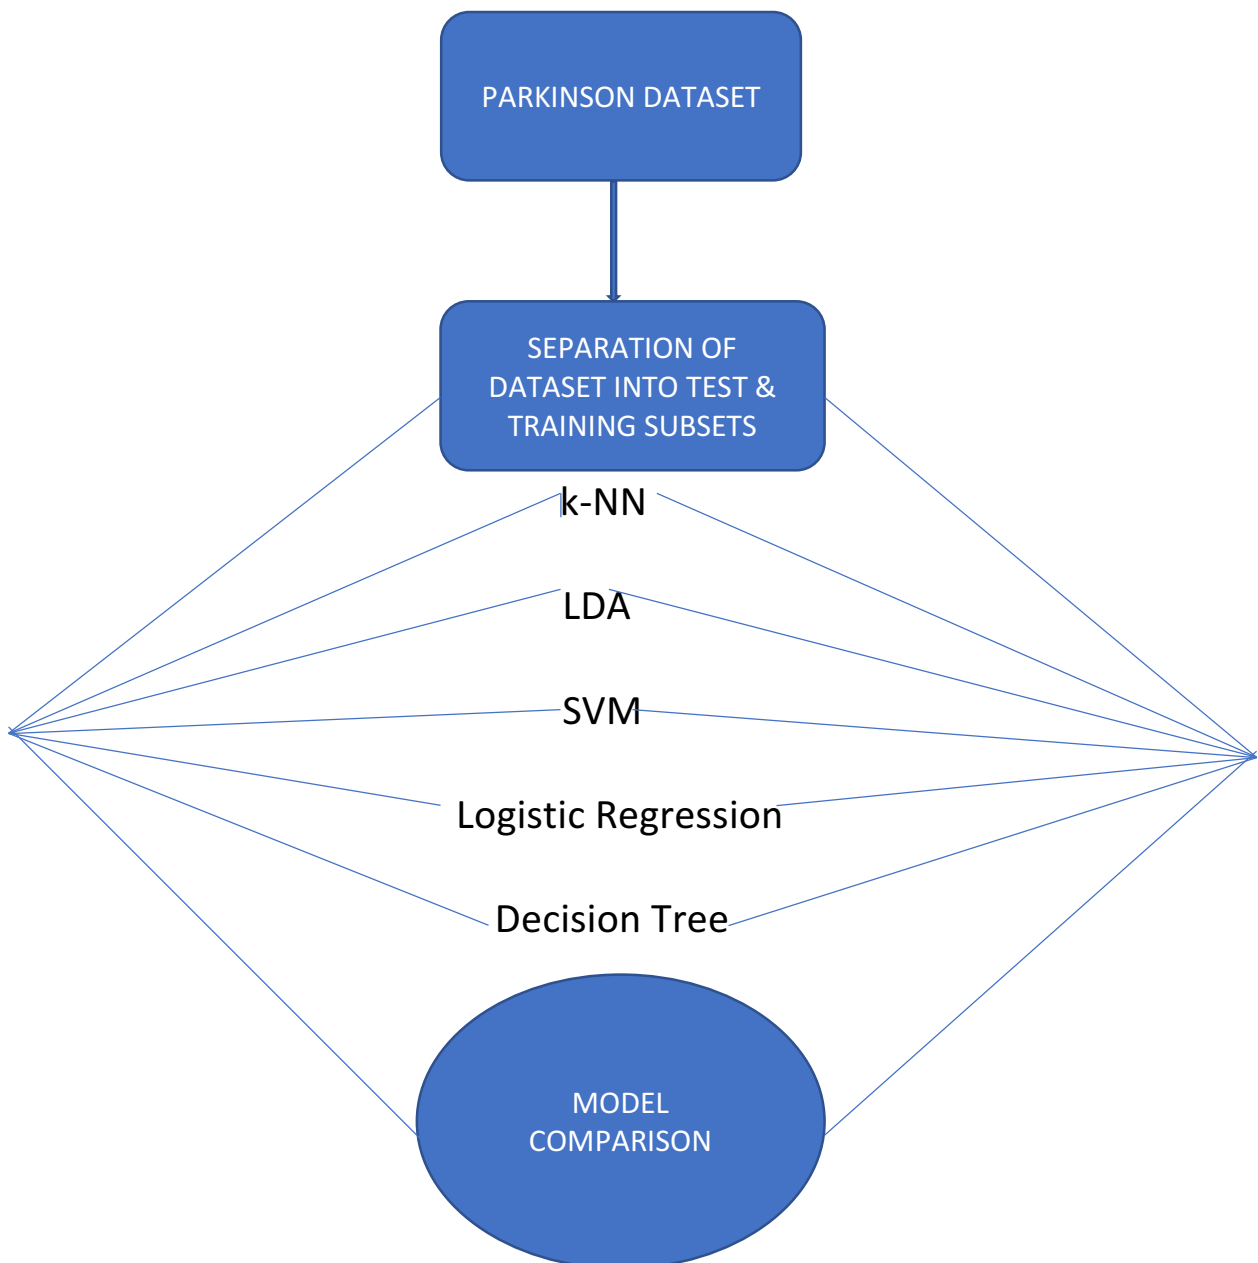 PARKINSON DATASET
SEPARATION OF
DATASET INTO TEST &
TRAINING SUBSETS
k-NN
LDA
SVM
Logistic Regression
Decision Tree
MODEL
COMPARISON